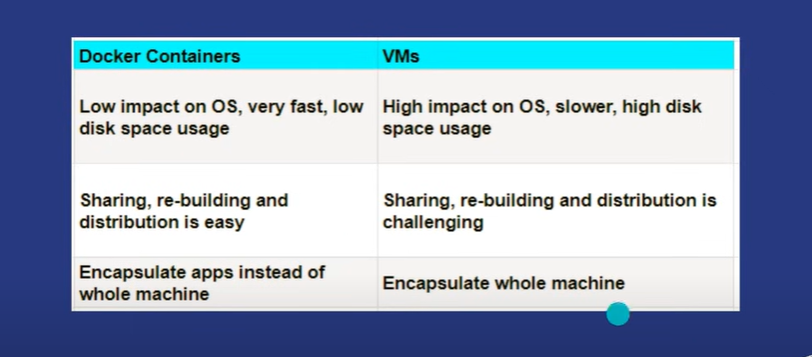 Docker Containers
VMs
Low impact on OS, very fast, low
disk space usage
High impact on OS, slower, high disk
space usage
Sharing, re-building and
distribution is easy
Sharing, re-building and distribution is
challenging
Encapsulate apps instead of
whole machine
Encapsulate whole machine